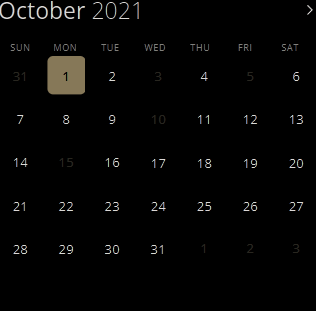 October 2021
SUN MON TUE WED THU FRI SAT
31 1 2 3 4 5 6
7 8 9 10 11 12 13
14 15 16 17 18 19 20
21 22 23 24 25 26 27
28 29 30 31 1 2 3